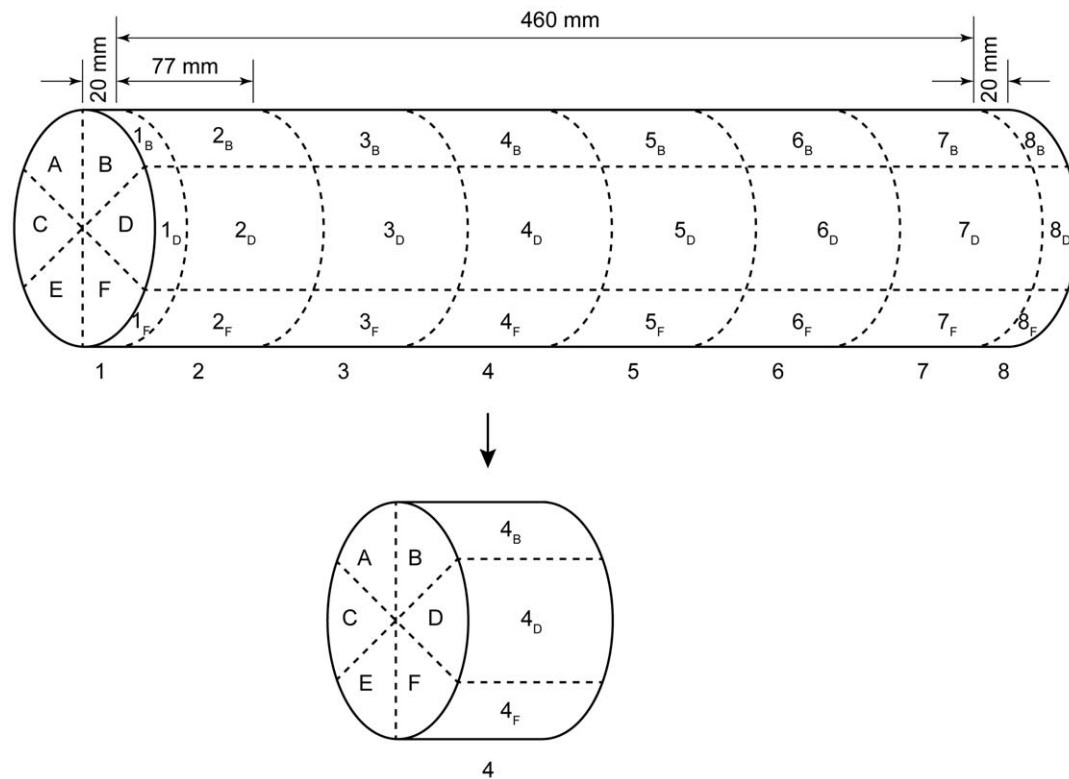 460 mm
20 mm
77 mm
20 mm
A B
C D
E F
1B 2B 3B 4B 5B 6B 7B 8B
1D 2D 3D 4D 5D 6D 7D 8D
1F 2F 3F 4F 5F 6F 7F 8F
1 2 3 4 5 6 7 8
A B
C D
E F
4B
4D
4F
4